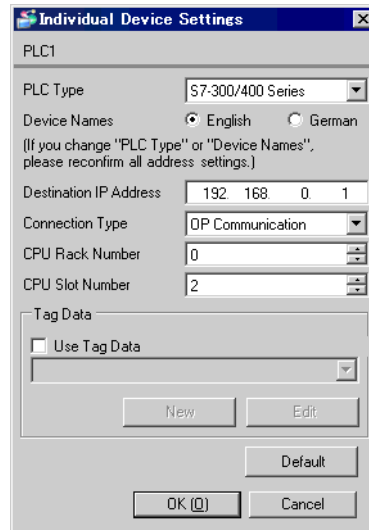 Individual Device Settings
PLC1
PLC Type S7-300/400 Series
Device Names English German
(If you change "PLC Type" or "Device Names",
please reconfirm all address settings.)
Destination IP Address 192. 168. 0. 1
Connection Type OP Communication
CPU Rack Number 0
CPU Slot Number 2
Tag Data
Use Tag Data
New Edit
Default
OK (O) Cancel